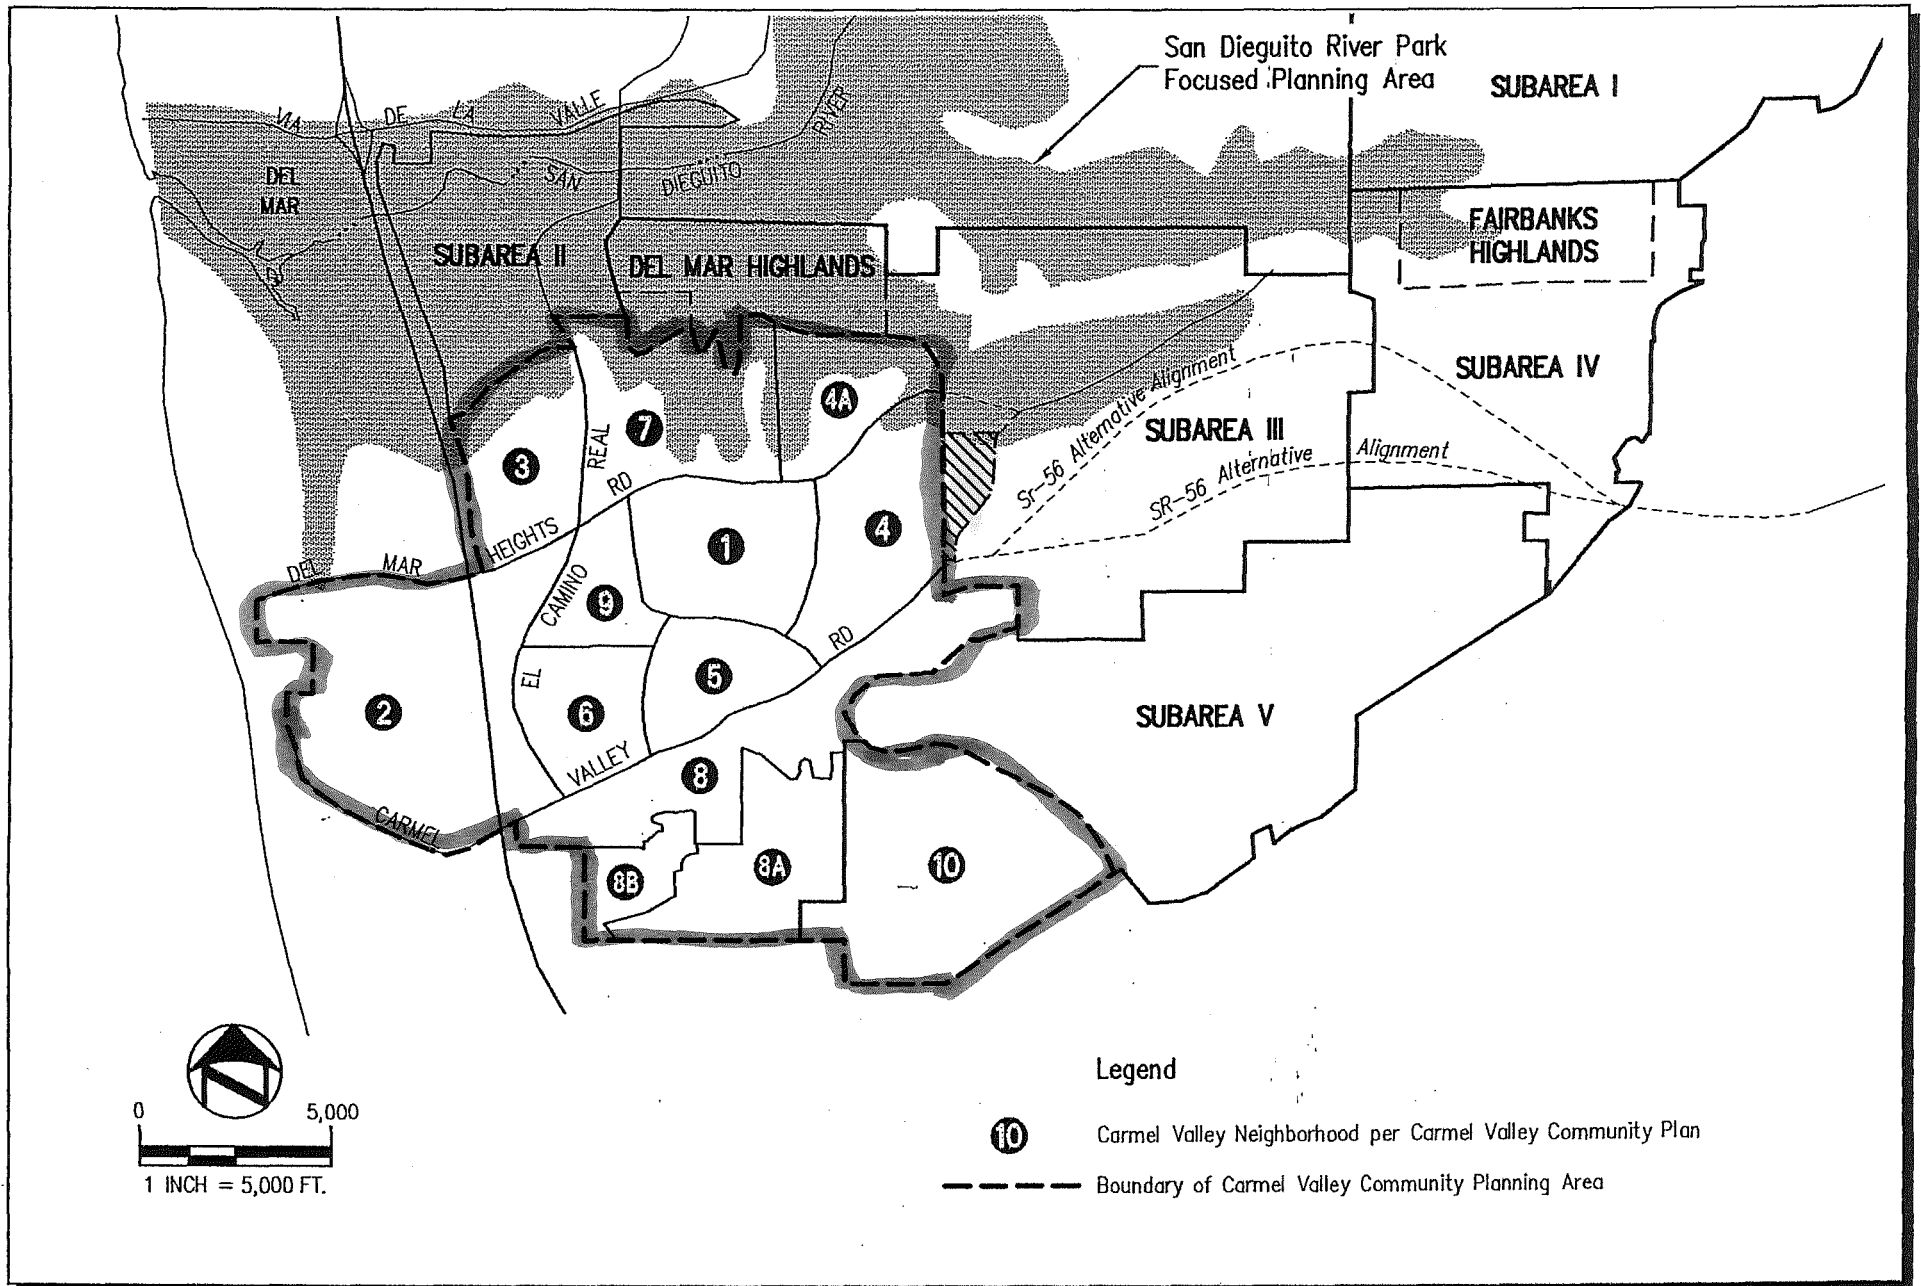 San Dieguito River Park
Focused Planning Area
SUBAREA I
VIA DE LA VALLE
RIVER
DEL
MAR
SAN DIEGUITO
FAIRBANKS
HIGHLANDS
SUBAREA II
DEL MAR HIGHLANDS
SUBAREA IV
Sr-56 Alternative Alignment
4A
7
REAL
3
SUBAREA III
SR-56 Alternative Alignment
RD
HEIGHTS
1
4
DEL MAR
CAMINO
9
RD
EL
5
2
6
SUBAREA V
VALLEY
8
CARMEL
8B
8A
10
Legend
0 5,000
1 INCH = 5,000 FT.
10 Carmel Valley Neighborhood per Carmel Valley Community Plan
Boundary of Carmel Valley Community Planning Area